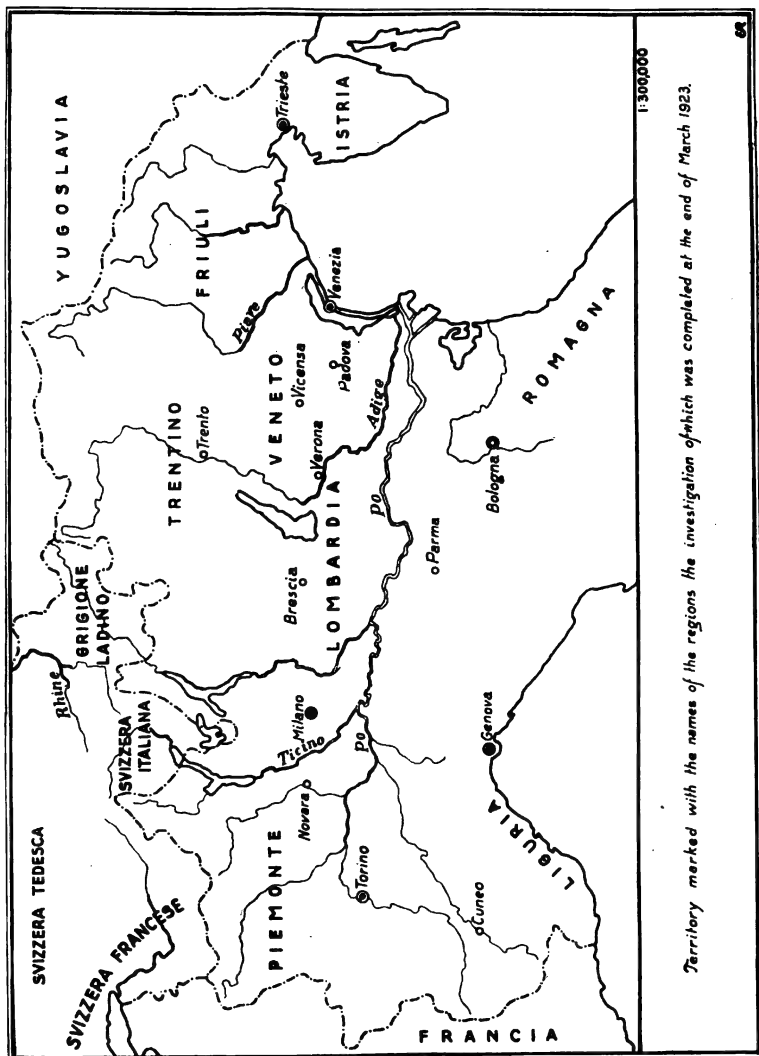 SVIZZERA TEDESCA
SVIZZERA FRANCESE
Rhine
YUGOSLAVIA
GRIGIONE
LADINO
SVIZZERA
ITALIANA
TRENTINO
Trento
FRIULI
Piave
Trieste
ISTRIA
PIEMONTE
Novara
Ticino
Milano
Brescia
LOMBARDIA
Verona
VENETO
Vicensa
Padova
Venezia
Adige
Torino
Po
Po
Parma
Cuneo
Genova
Bologna
FRANCIA
LIGURIA
ROMAGNA
1:300,000
Territory marked with the names of the regions the investigation of which was completed at the end of March 1923.
GR